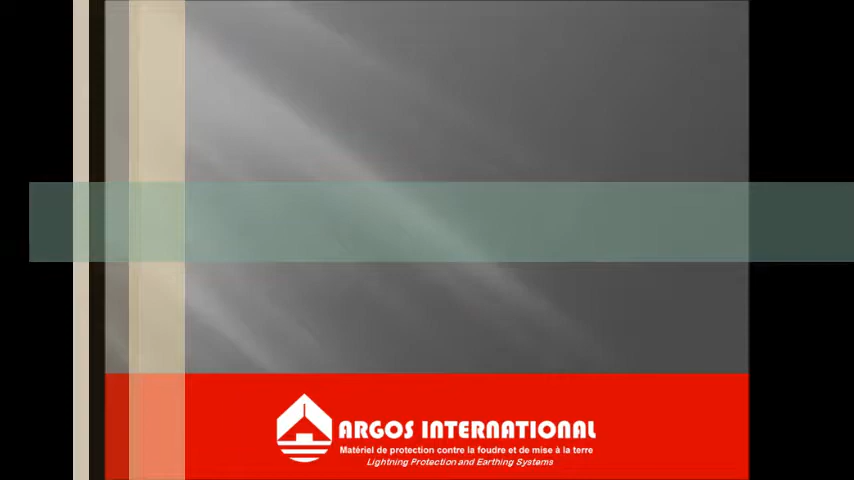 ARGOS INTERNATIONAL
Matériel de protection contre la foudre et de mise à la terre
Lightning Protection and Earthing Systems